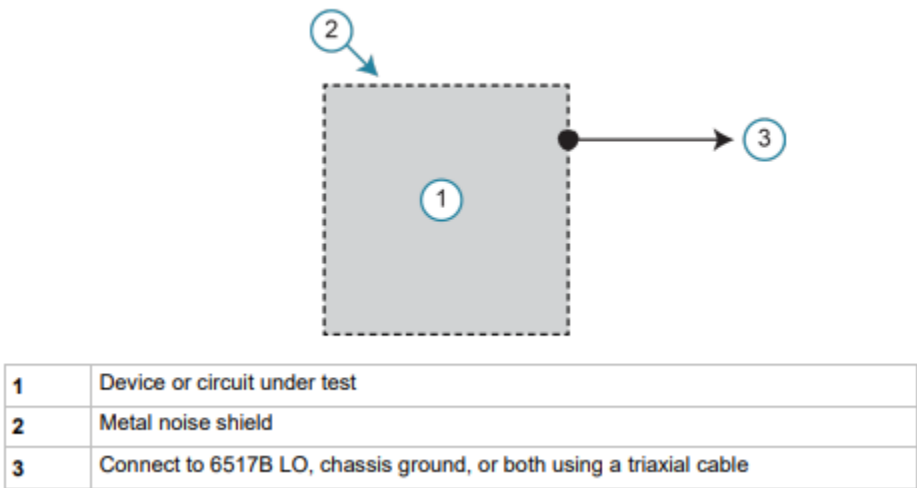 2
3
1
1 Device or circuit under test
2 Metal noise shield
3 Connect to 6517B LO, chassis ground, or both using a triaxial cable